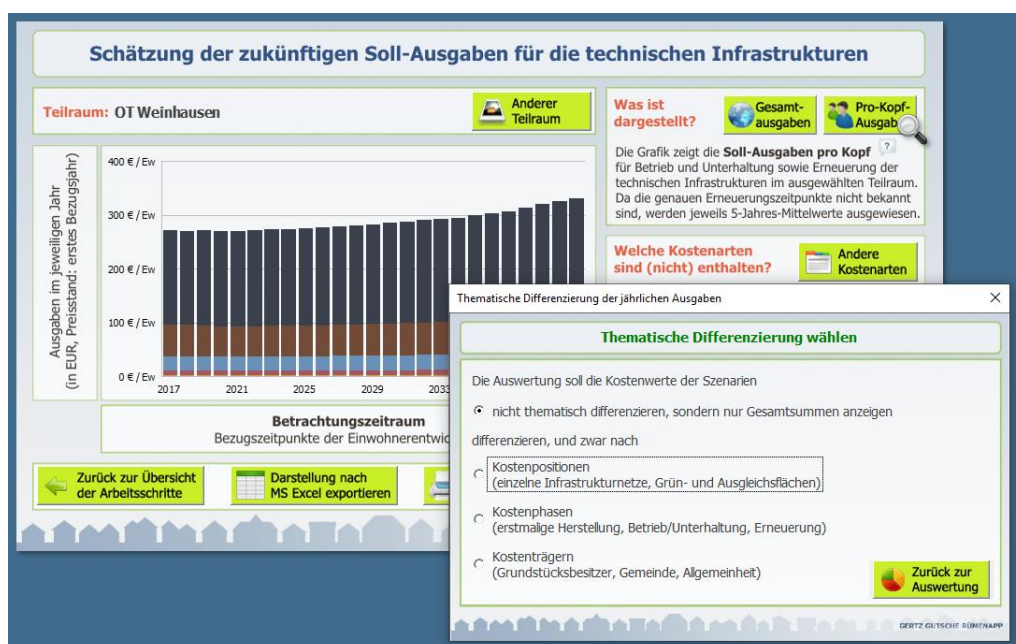 Schätzung der zukünftigen Soll-Ausgaben für die technischen Infrastrukturen
Teilraum: OT Weinhausen
Anderer
Teilraum
Ausgaben im jeweiligen Jahr
(in EUR, Preisstand: erstes Bezugsjahr)
400 € / Ew
300 € / Ew
200 € / Ew
100 € / Ew
0 € / Ew
2017 2021 2025 2029 2033
Betrachtungszeitraum
Bezugszeitpunkte der Einwohnerentwic
Zurück zur Übersicht
der Arbeitsschritte
Darstellung nach
MS Excel exportieren
Was ist
dargestellt?
Gesamt-
ausgaben
Pro-Kopf-
Ausgab
Die Grafik zeigt die Soll-Ausgaben pro Kopf ?
für Betrieb und Unterhaltung sowie Erneuerung der
technischen Infrastrukturen im ausgewählten Teilraum.
Da die genauen Erneuerungszeitpunkte nicht bekannt
sind, werden jeweils 5-Jahres-Mittelwerte ausgewiesen.
Welche Kostenarten
sind (nicht) enthalten?
Andere
Kostenarten
Thematische Differenzierung der jährlichen Ausgaben
Thematische Differenzierung wählen
Die Auswertung soll die Kostenwerte der Szenarien
nicht thematisch differenzieren, sondern nur Gesamtsummen anzeigen
differenzieren, und zwar nach
Kostenpositionen
(einzelne Infrastrukturnetze, Grün- und Ausgleichsflächen)
Kostenphasen
(erstmalige Herstellung, Betrieb/Unterhaltung, Erneuerung)
Kostenträgern
(Grundstücksbesitzer, Gemeinde, Allgemeinheit)
Zurück zur
Auswertung
GERTZ GUTSCHE RÜMENAPP